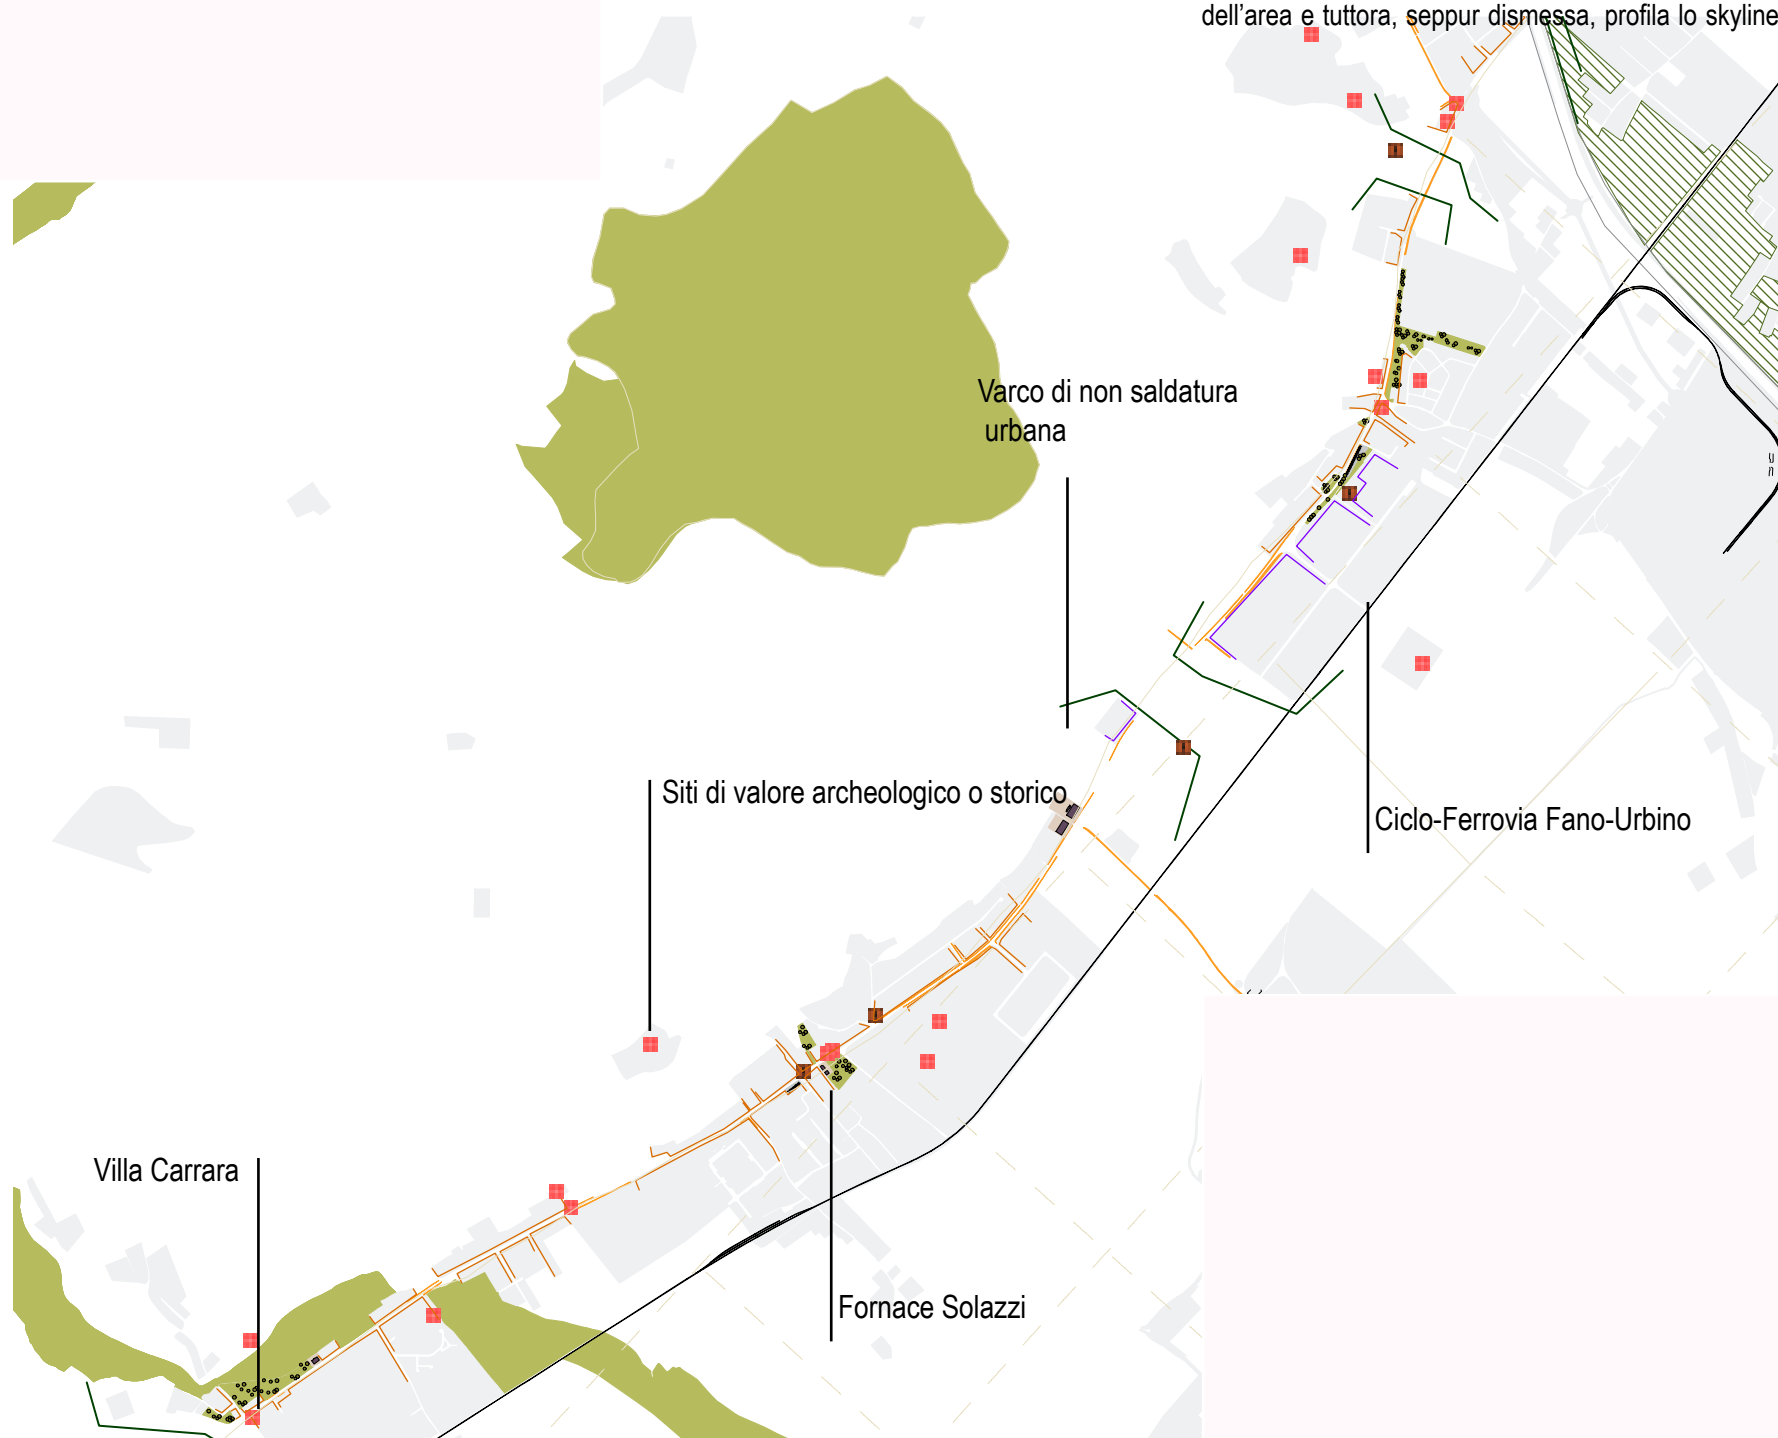 dell'area e tuttora, seppur dismessa, profila lo skyline
Varco di non saldatura
urbana
Siti di valore archeologico o storico
Ciclo-Ferrovia Fano-Urbino
Villa Carrara
Fornace Solazzi